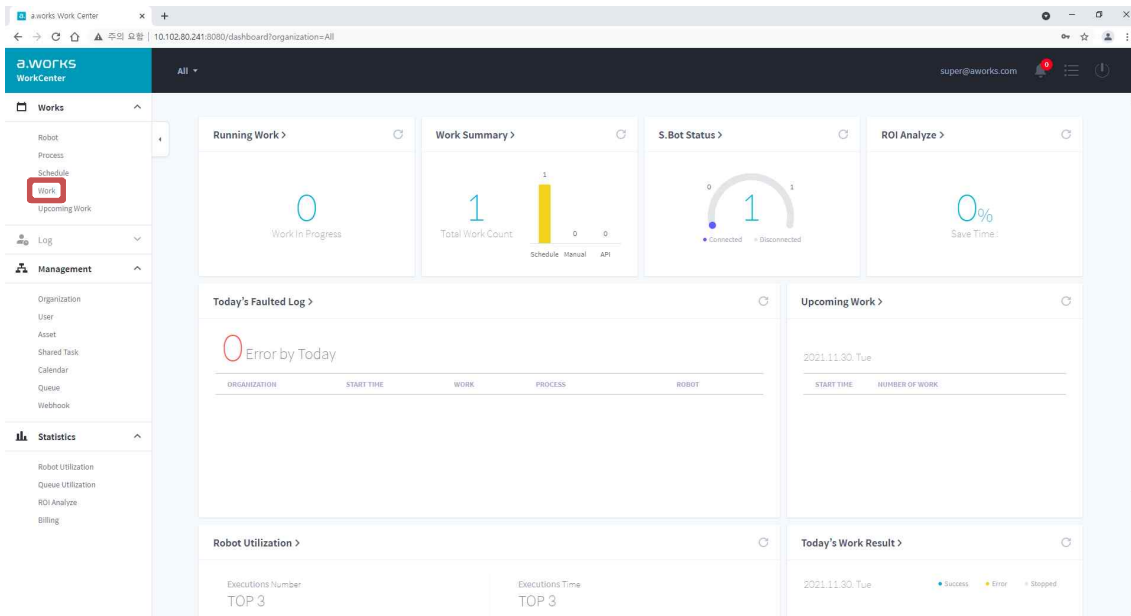 a.works Work Center
주의 요함
10.102.80.241:8080/dashboard?organization=All
a.works
WorkCenter
All
super@aworks.com
0
Works
Robot
Process
Schedule
Work
Upcoming Work
Log
Management
Organization
User
Asset
Shared Task
Calendar
Queue
Webhook
Statistics
Robot Utilization
Queue Utilization
ROI Analyze
Billing
Running Work >
0
Work In Progress
Work Summary >
1
Total Work Count
1
0
0
Schedule Manual API
S.Bot Status >
0
1
1
Connected Disconnected
ROI Analyze >
0%
Save Time :
Today's Faulted Log >
0 Error by Today
ORGANIZATION START TIME WORK PROCESS ROBOT
Upcoming Work >
2021.11.30. Tue
START TIME NUMBER OF WORK
Robot Utilization >
Executions Number
TOP 3
Executions Time
TOP 3
Today's Work Result >
2021.11.30. Tue
Success Error Stopped